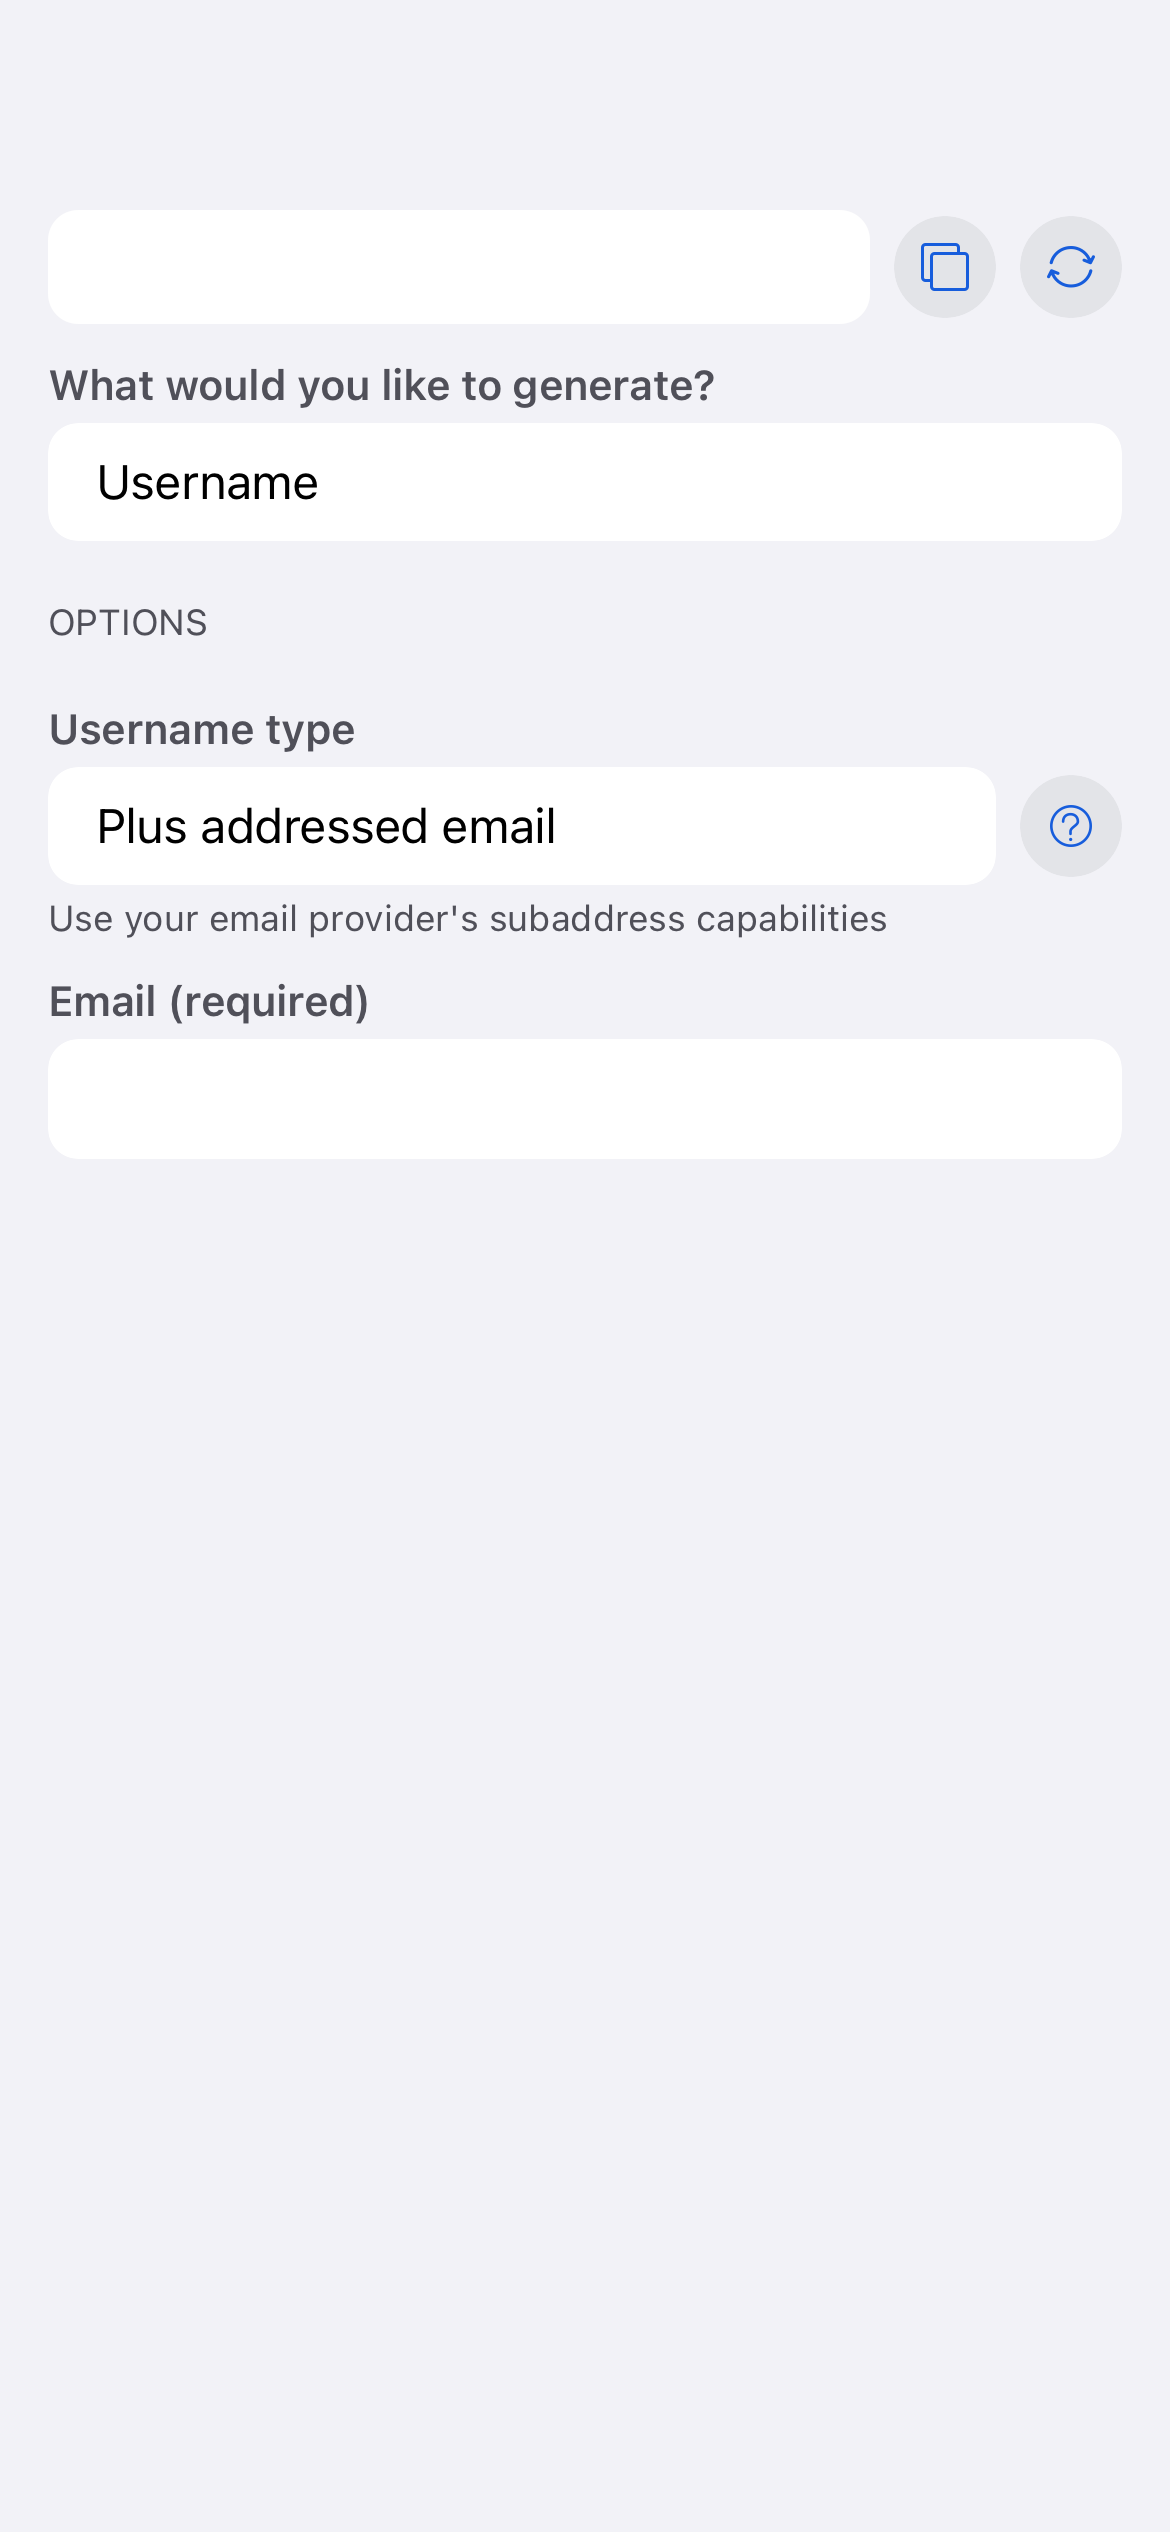 What would you like to generate?
Username
OPTIONS
Username type
Plus addressed email
Use your email provider's subaddress capabilities
Email (required)